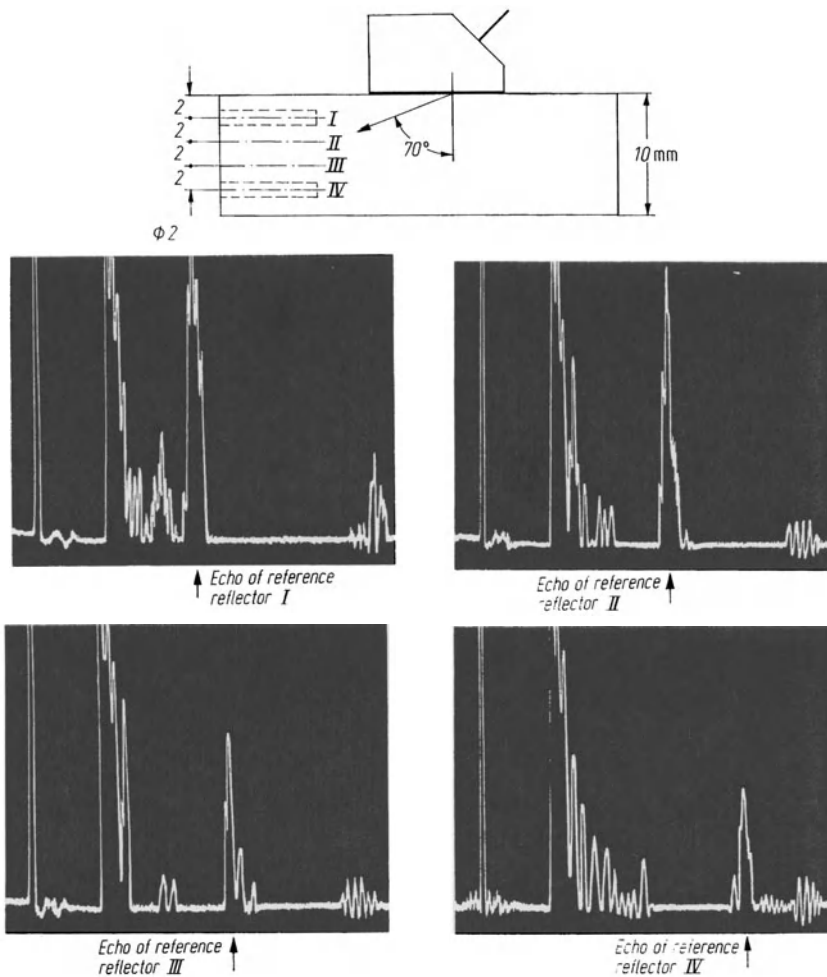 2
I
2
II
70°
10 mm
2
III
2
IV
Φ 2
Echo of reference
reflector I
Echo of reference
reflector II
Echo of reference
reflector III
Echo of reference
reflector IV